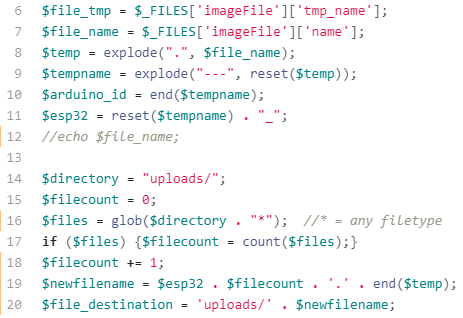 6 $file_tmp = $_FILES['imageFile']['tmp_name'];
7 $file_name = $_FILES['imageFile']['name'];
8 $temp = explode(".", $file_name);
9 $tempname = explode("---", reset($temp));
10 $arduino_id = end($tempname);
11 $esp32 = reset($tempname) . "_";
12 //echo $file_name;
13
14 $directory = "uploads/";
15 $filecount = 0;
16 $files = glob($directory . "*"); //* = any filetype
17 if ($files) {$filecount = count($files);}
18 $filecount += 1;
19 $newfilename = $esp32 . $filecount . '.' . end($temp);
20 $file_destination = 'uploads/' . $newfilename;